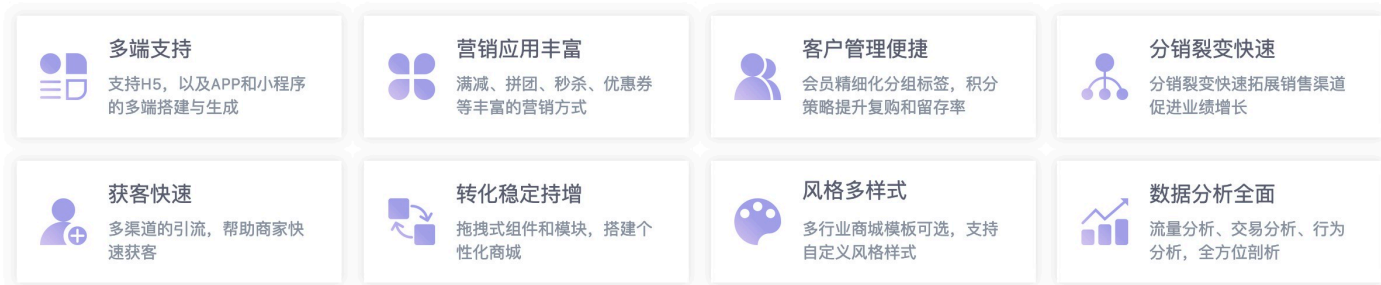 多端支持
支持H5，以及APP和小程序
的多端搭建与生成
营销应用丰富
满减、拼团、秒杀、优惠券
等丰富的营销方式
客户管理便捷
会员精细化分组标签，积分
策略提升复购和留存率
分销裂变快速
分销裂变快速拓展销售渠道
促进业绩增长
获客快速
多渠道的引流，帮助商家快
速获客
转化稳定持增
拖拽式组件和模块，搭建个
性化商城
风格多样式
多行业商城模板可选，支持
自定义风格样式
数据分析全面
流量分析、交易分析、行为
分析，全方位剖析